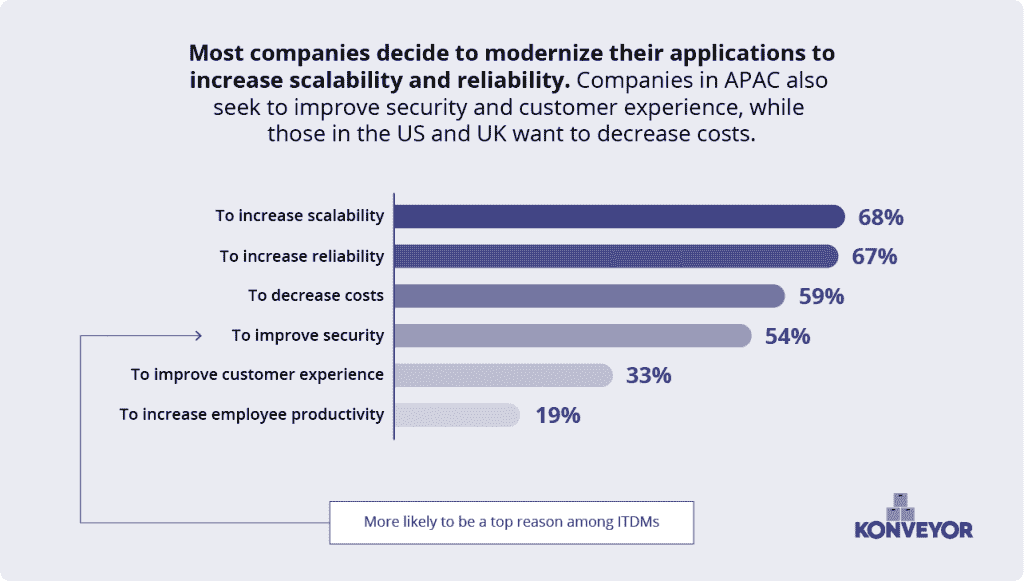 Most companies decide to modernize their applications to
increase scalability and reliability. Companies in APAC also
seek to improve security and customer experience, while
those in the US and UK want to decrease costs.
To increase scalability 68%
To increase reliability 67%
To decrease costs 59%
To improve security 54%
To improve customer experience 33%
To increase employee productivity 19%
More likely to be a top reason among ITDMs
KONVEYOR